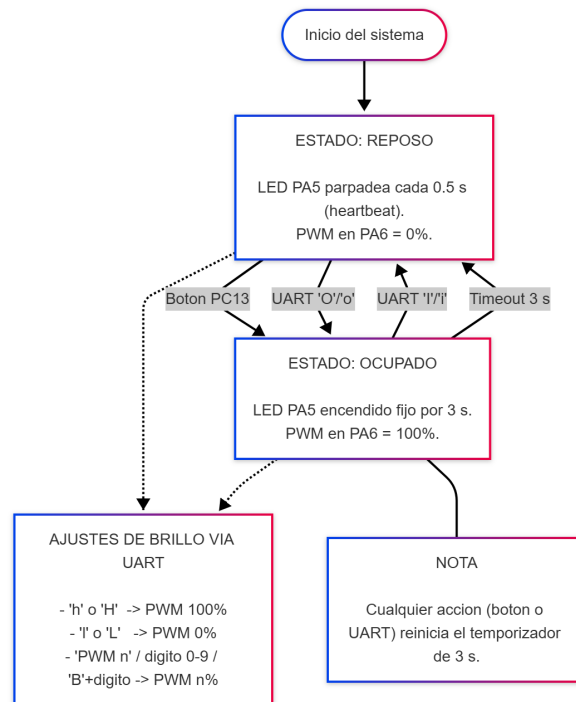 Inicio del sistema
ESTADO: REPOSO
LED PA5 parpadea cada 0.5 s
(heartbeat).
PWM en PA6 = 0%.
Boton PC13
UART 'O'/'o'
UART 'I'/'i'
Timeout 3 s
ESTADO: OCUPADO
LED PA5 encendido fijo por 3 s.
PWM en PA6 = 100%.
AJUSTES DE BRILLO VIA
UART
- 'h' o 'H' -> PWM 100%
- 'l' o 'L' -> PWM 0%
- 'PWM n' / digito 0-9 /
'B'+digito -> PWM n%
NOTA
Cualquier accion (boton o
UART) reinicia el temporizador
de 3 s.